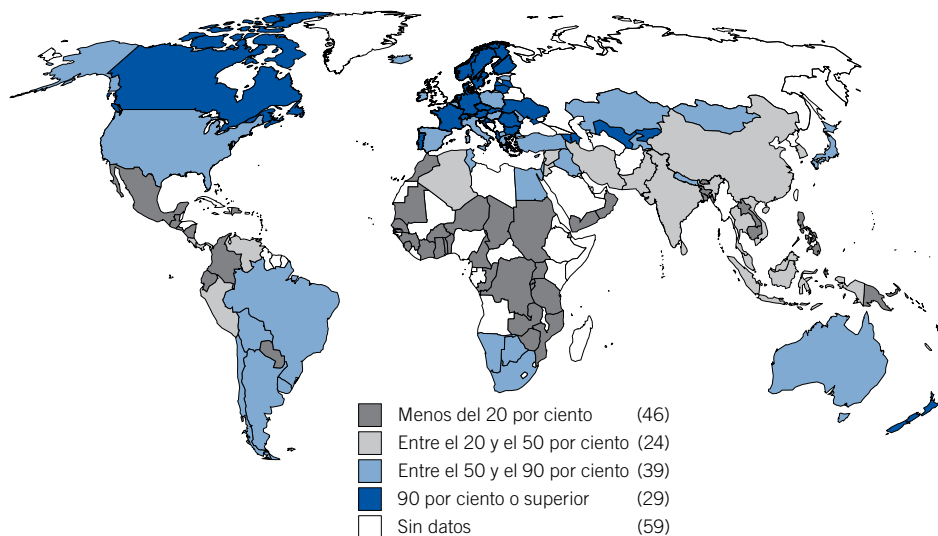 Menos del 20 por ciento (46)
Entre el 20 y el 50 por ciento (24)
Entre el 50 y el 90 por ciento (39)
90 por ciento o superior (29)
Sin datos (59)